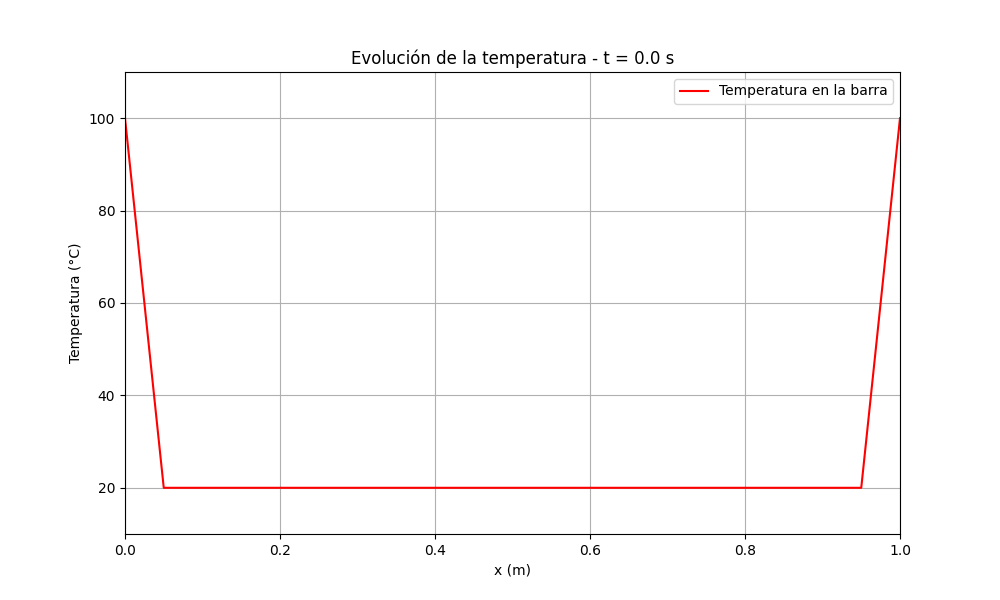 Evolución de la temperatura - t = 0.0 s
Temperatura en la barra
100
80
60
40
20
Temperatura (°C)
0.0 0.2 0.4 0.6 0.8 1.0
x (m)